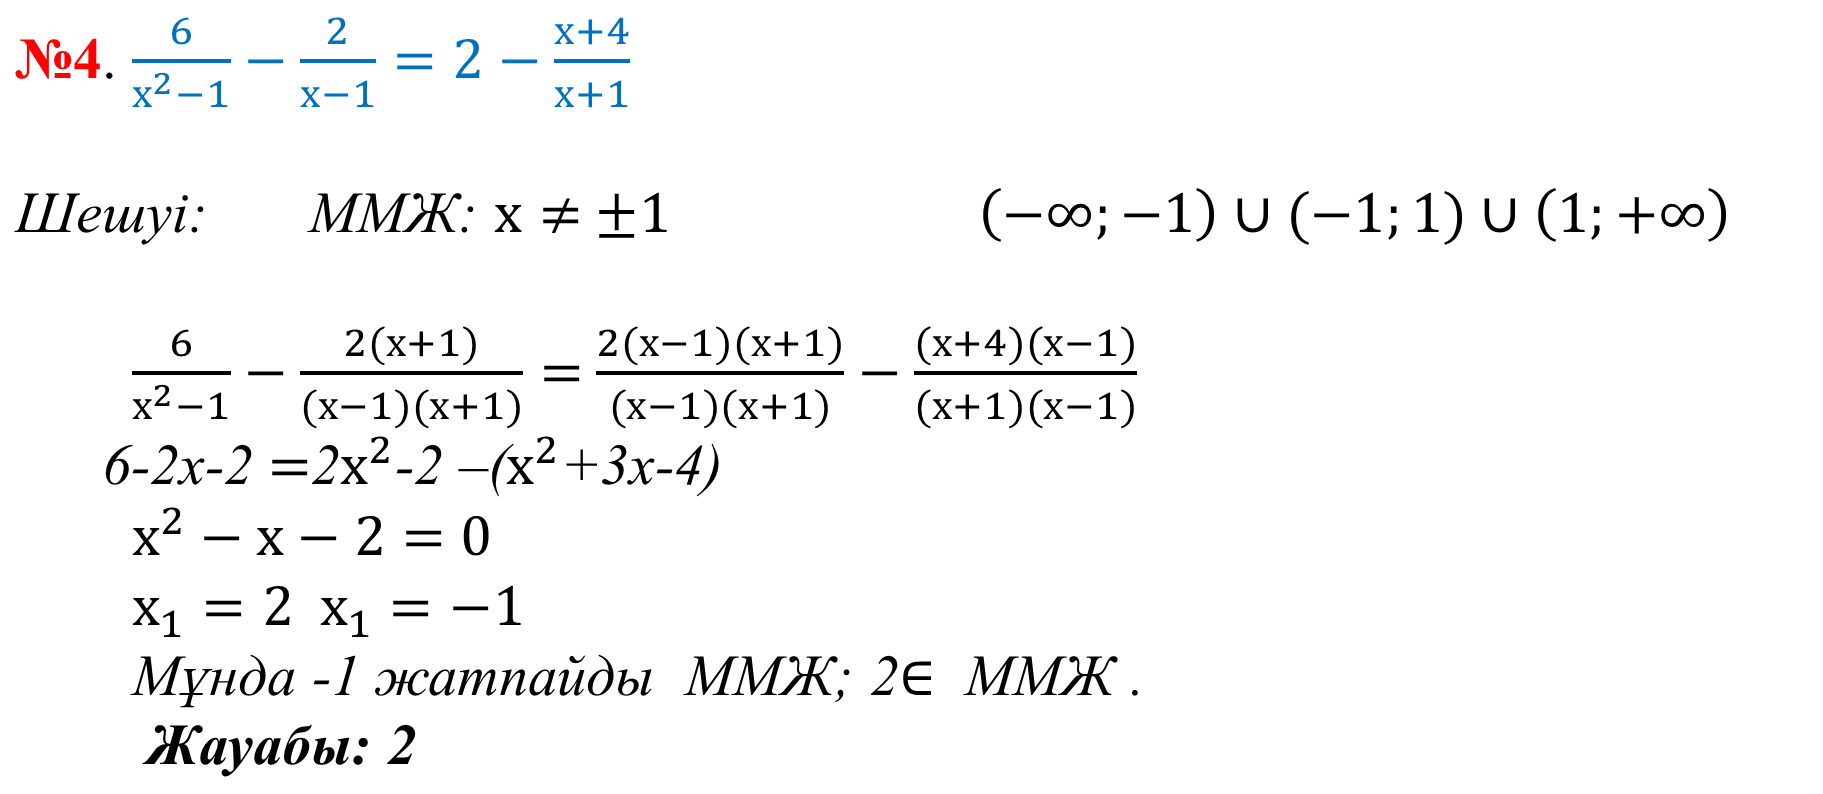 №4. 6/(x²−1) − 2/(x−1) = 2 − (x+4)/(x+1)
Шешуі: ММЖ: x ≠ ±1 (−∞; −1) ∪ (−1; 1) ∪ (1; +∞)
6/(x²−1) − 2(x+1)/((x−1)(x+1)) = 2(x−1)(x+1)/((x−1)(x+1)) − (x+4)(x−1)/((x+1)(x−1))
6-2x-2 =2x²-2 –(x²+3x-4)
x² − x − 2 = 0
x₁ = 2 x₁ = −1
Мұнда -1 жатпайды ММЖ; 2∈ ММЖ .
Жауабы: 2